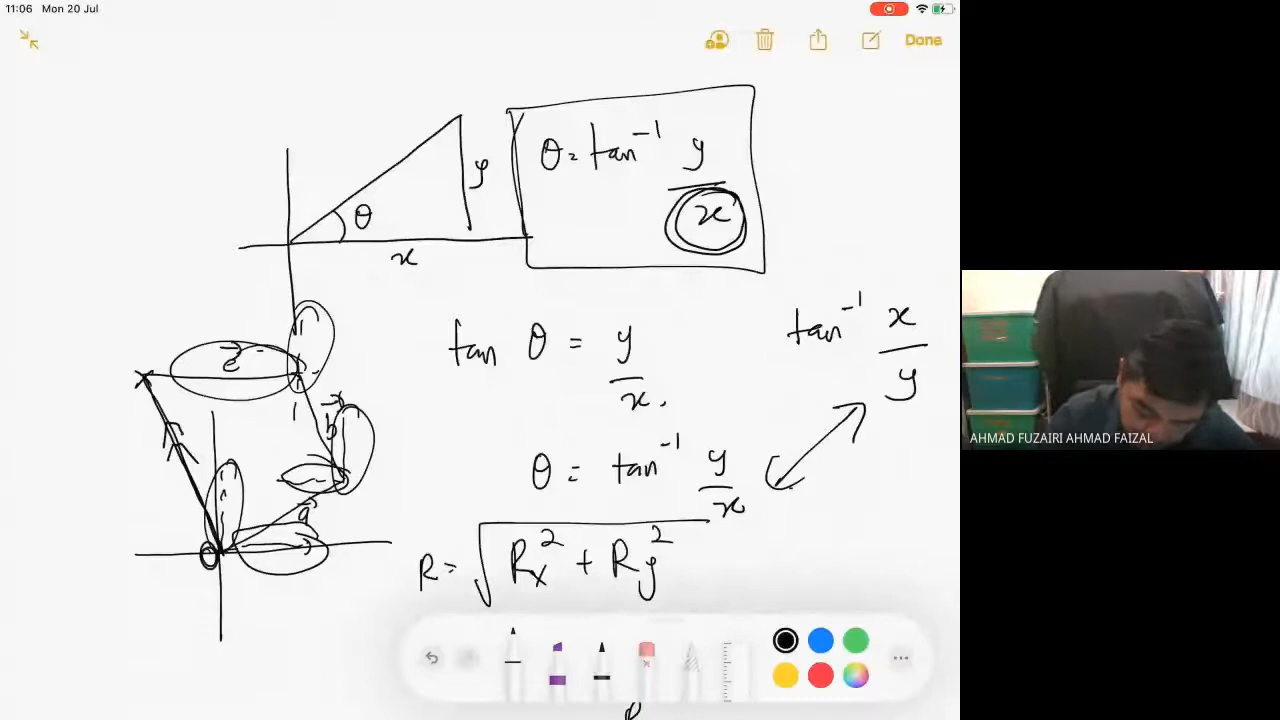 11:06 Mon 20 Jul
Done
θ = tan⁻¹ y/x
y
θ
x
tan θ = y/x.
tan⁻¹ x/y
b
θ = tan⁻¹ y/x
a
R = √(Rx² + Ry²)
AHMAD FUZAIRI AHMAD FAIZAL